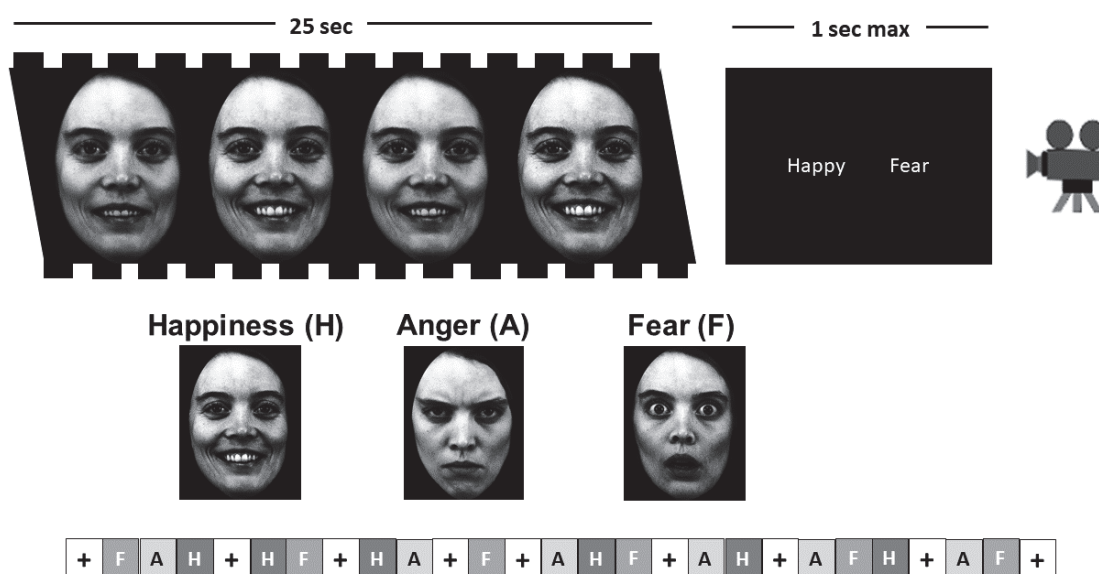 25 sec
1 sec max
Happy Fear
Happiness (H) Anger (A) Fear (F)
+ F A H + H F + H A + F + A H F + A H + A F H + A F +